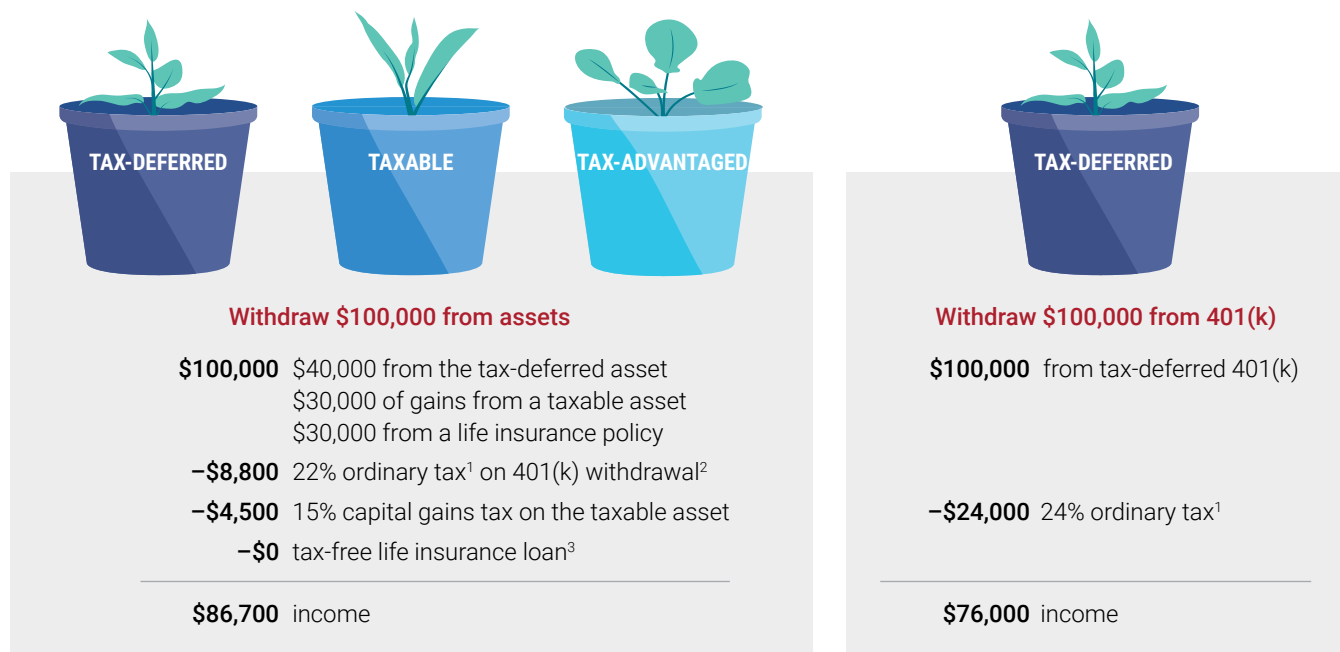 TAX-DEFERRED
TAXABLE
TAX-ADVANTAGED
Withdraw $100,000 from assets
$100,000 $40,000 from the tax-deferred asset
$30,000 of gains from a taxable asset
$30,000 from a life insurance policy
–$8,800 22% ordinary tax¹ on 401(k) withdrawal²
–$4,500 15% capital gains tax on the taxable asset
–$0 tax-free life insurance loan³
$86,700 income
TAX-DEFERRED
Withdraw $100,000 from 401(k)
$100,000 from tax-deferred 401(k)
–$24,000 24% ordinary tax¹
$76,000 income